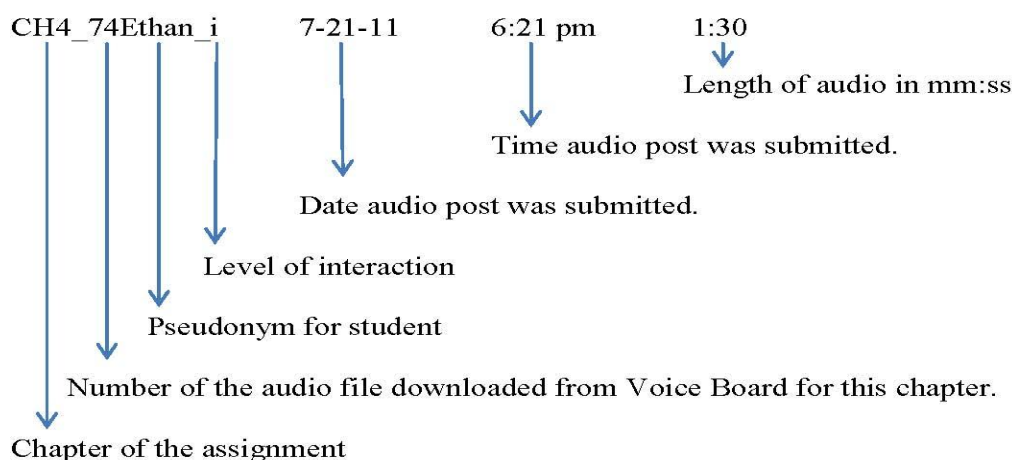 CH4_74Ethan_i 7-21-11 6:21 pm 1:30
Length of audio in mm:ss
Time audio post was submitted.
Date audio post was submitted.
Level of interaction
Pseudonym for student
Number of the audio file downloaded from Voice Board for this chapter.
Chapter of the assignment